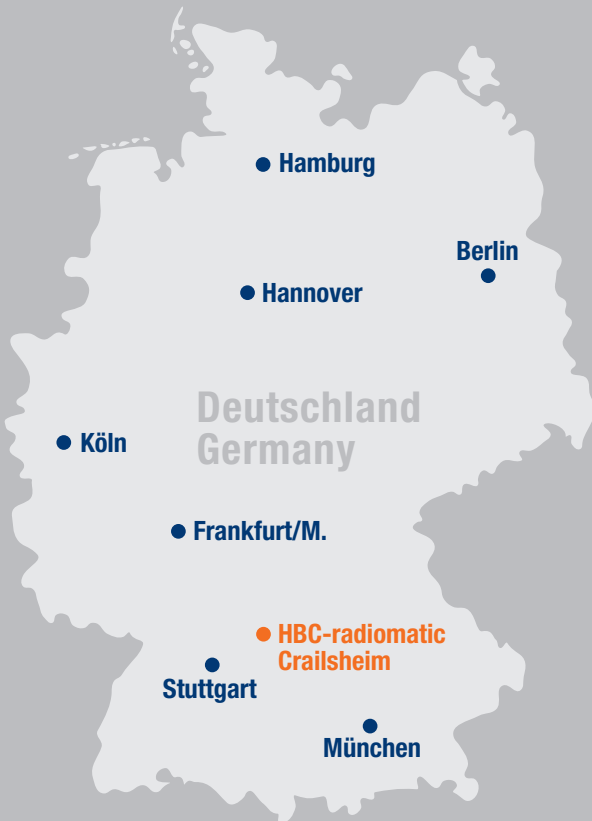 Hamburg
Berlin
Hannover
Deutschland
Germany
Köln
Frankfurt/M.
HBC-radiomatic
Crailsheim
Stuttgart
München